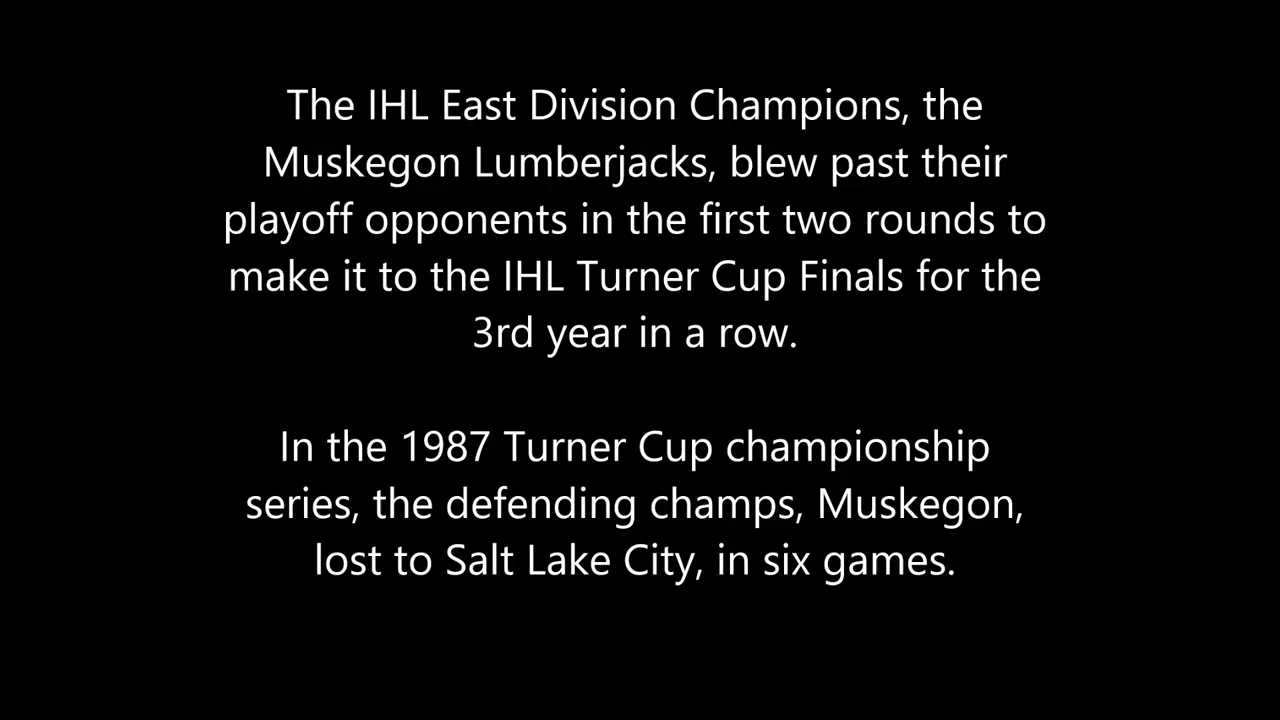 The IHL East Division Champions, the
Muskegon Lumberjacks, blew past their
playoff opponents in the first two rounds to
make it to the IHL Turner Cup Finals for the
3rd year in a row.
In the 1987 Turner Cup championship
series, the defending champs, Muskegon,
lost to Salt Lake City, in six games.